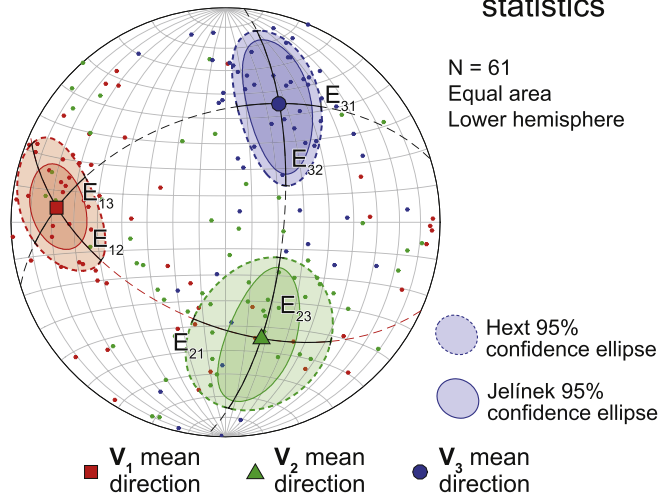 statistics
N = 61
Equal area
Lower hemisphere
E31
E32
E13
E12
E23
E21
Hext 95%
confidence ellipse
Jelínek 95%
confidence ellipse
V1 mean
direction
V2 mean
direction
V3 mean
direction